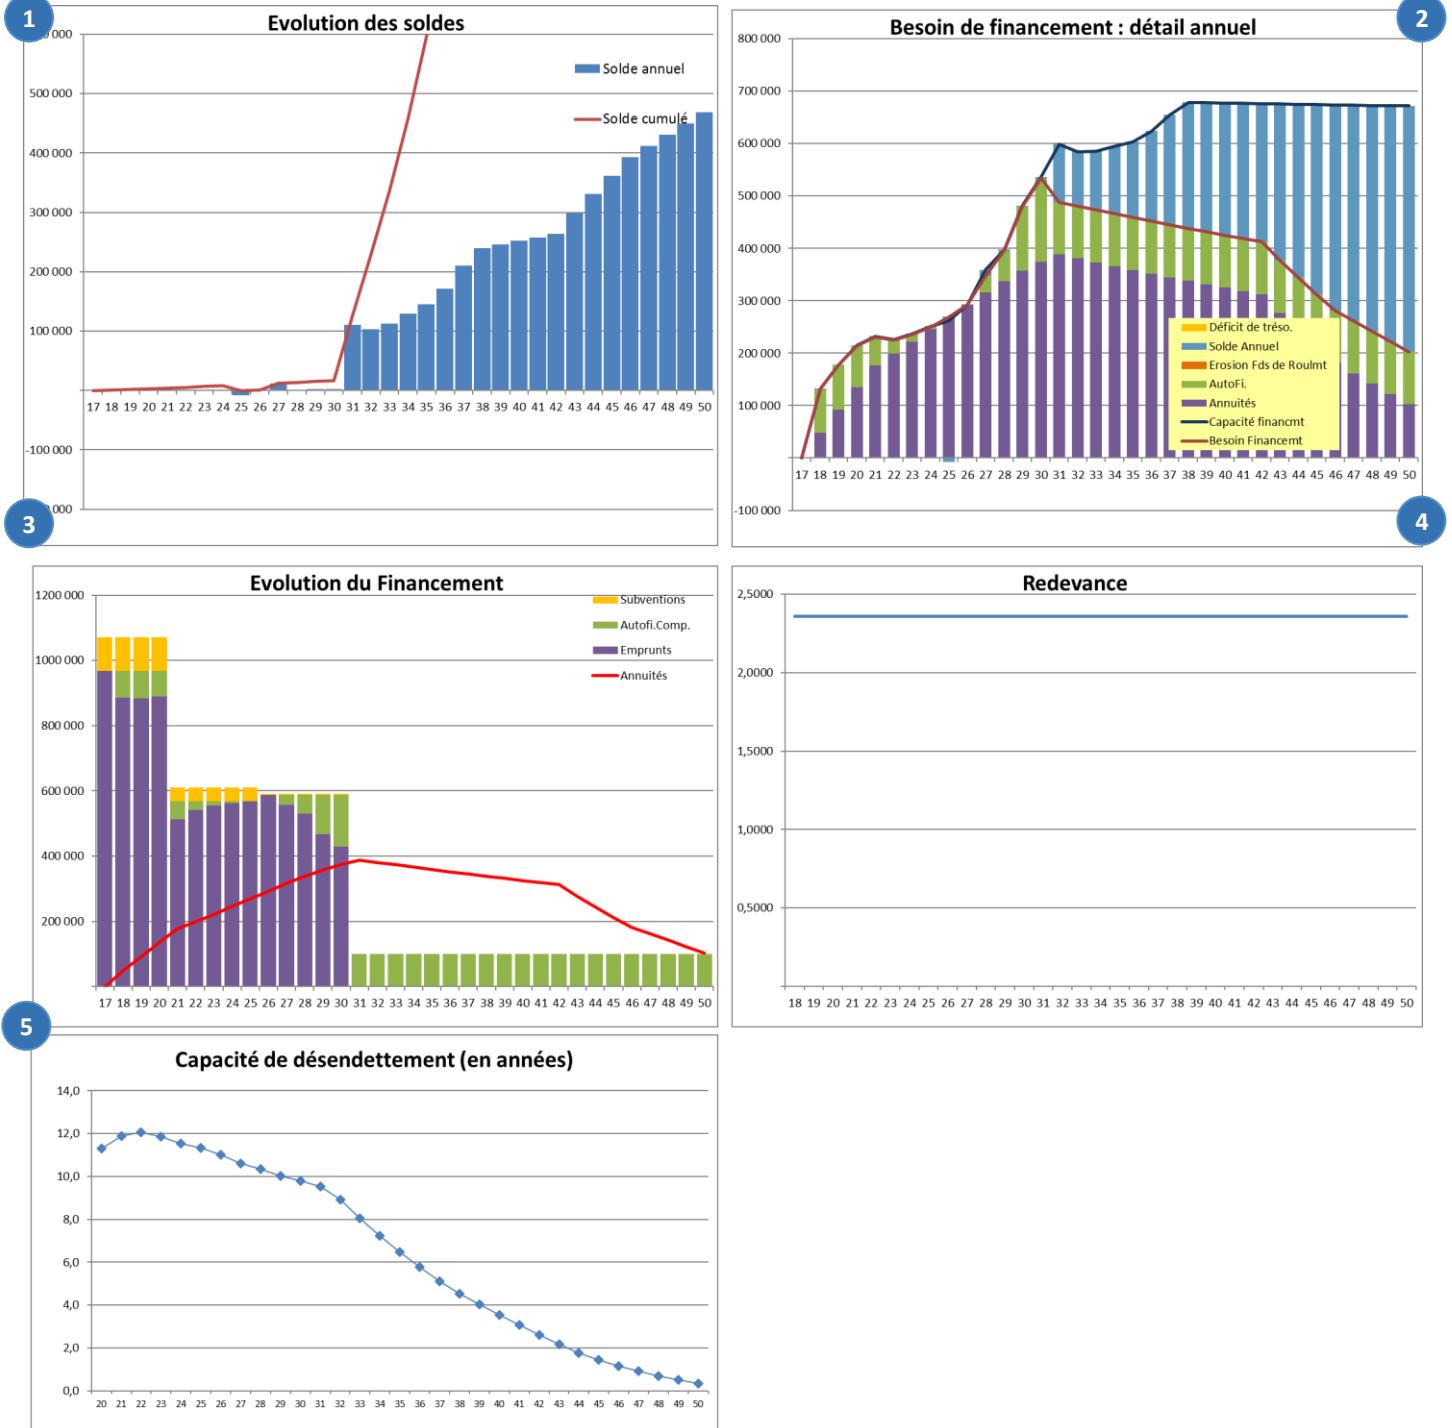 1
Evolution des soldes
500 000
400 000
300 000
200 000
100 000
-100 000
Solde annuel
Solde cumulé
17 18 19 20 21 22 23 24 25 26 27 28 29 30 31 32 33 34 35 36 37 38 39 40 41 42 43 44 45 46 47 48 49 50
2
Besoin de financement : détail annuel
800 000
700 000
600 000
500 000
400 000
300 000
200 000
100 000
-100 000
Déficit de tréso.
Solde Annuel
Erosion Fds de Roulmt
AutoFi.
Annuités
Capacité financmt
Besoin Financemt
17 18 19 20 21 22 23 24 25 26 27 28 29 30 31 32 33 34 35 36 37 38 39 40 41 42 43 44 45 46 47 48 49 50
3
Evolution du Financement
1200 000
1000 000
800 000
600 000
400 000
200 000
Subventions
Autofi.Comp.
Emprunts
Annuités
17 18 19 20 21 22 23 24 25 26 27 28 29 30 31 32 33 34 35 36 37 38 39 40 41 42 43 44 45 46 47 48 49 50
4
Redevance
2,5000
2,0000
1,5000
1,0000
0,5000
18 19 20 21 22 23 24 25 26 27 28 29 30 31 32 33 34 35 36 37 38 39 40 41 42 43 44 45 46 47 48 49 50
5
Capacité de désendettement (en années)
14,0
12,0
10,0
8,0
6,0
4,0
2,0
0,0
20 21 22 23 24 25 26 27 28 29 30 31 32 33 34 35 36 37 38 39 40 41 42 43 44 45 46 47 48 49 50